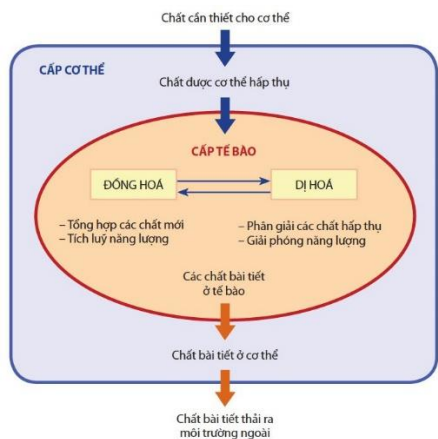 Chất cần thiết cho cơ thể
CẤP CƠ THỂ
Chất được cơ thể hấp thụ
CẤP TẾ BÀO
ĐỒNG HOÁ
DỊ HOÁ
– Tổng hợp các chất mới
– Tích luỹ năng lượng
– Phân giải các chất hấp thụ
– Giải phóng năng lượng
Các chất bài tiết
ở tế bào
Chất bài tiết ở cơ thể
Chất bài tiết thải ra
môi trường ngoài